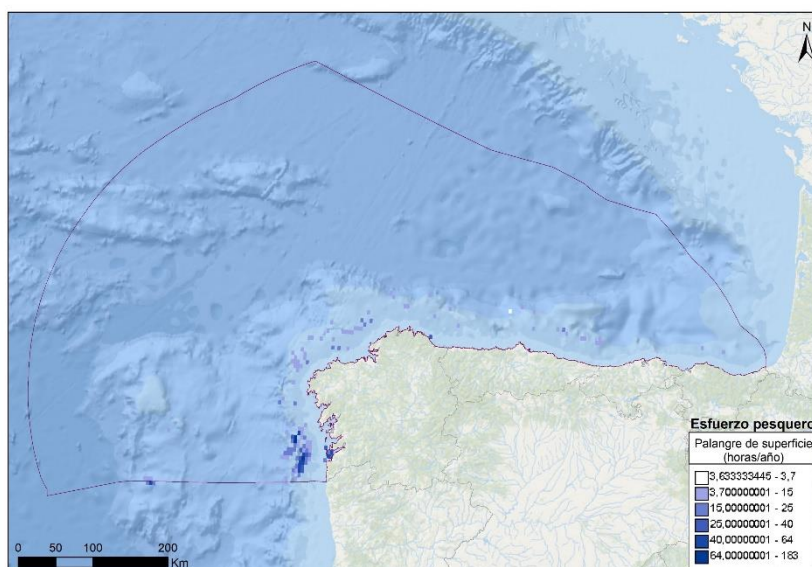 N
Esfuerzo pesquero
Palangre de superficie
(horas/año)
3,633333445 - 3,7
3,70000001 - 15
15,00000001 - 25
25,00000001 - 40
40,00000001 - 64
64,00000001 - 183
0 50 100 200
Km